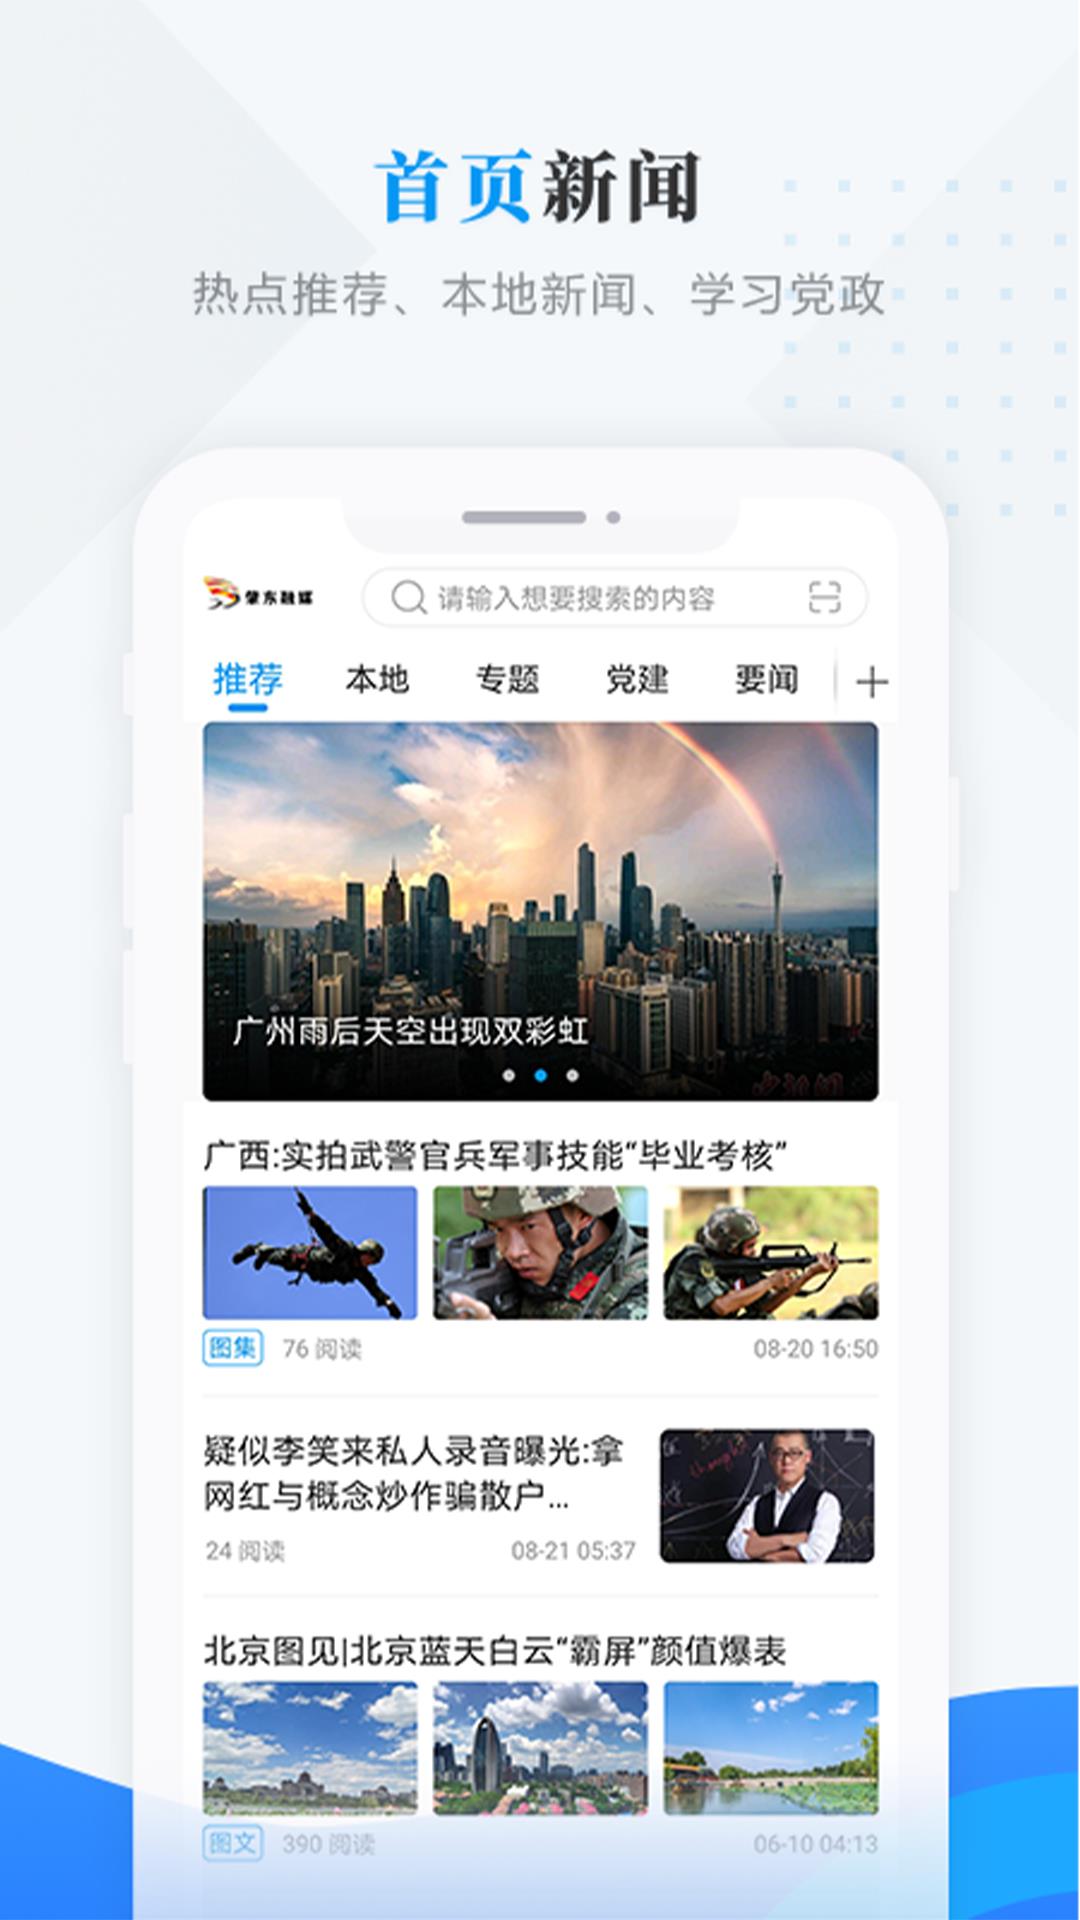 首页新闻
热点推荐、本地新闻、学习党政
肇东融媒
请输入想要搜索的内容
推荐 本地 专题 党建 要闻
广州雨后天空出现双彩虹
中新网
广西:实拍武警官兵军事技能“毕业考核”
图集 76 阅读 08-20 16:50
疑似李笑来私人录音曝光:拿
网红与概念炒作骗散户...
24 阅读 08-21 05:37
北京图见|北京蓝天白云“霸屏”颜值爆表
图文 390 阅读 06-10 04:13